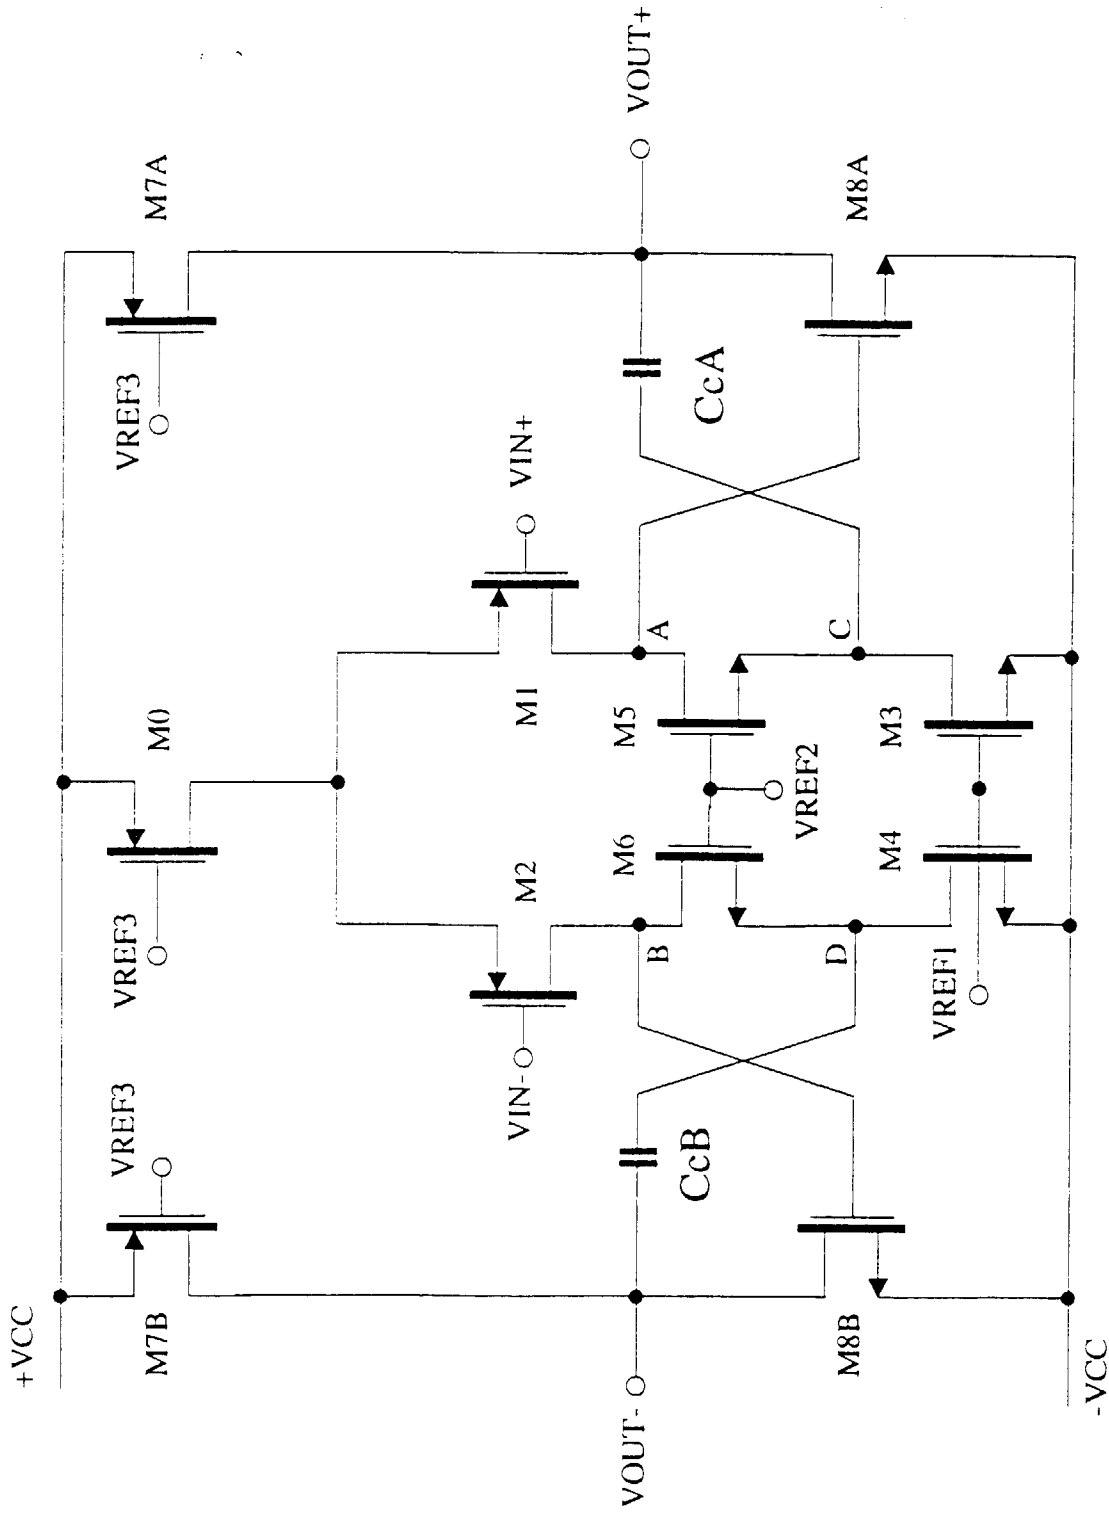 +VCC
M7B
VREF3
VREF3
M0
VREF3
M7A
VIN-
M2
M1
VIN+
VOUT-
CcB
B
M6
VREF2
M5
A
CcA
VOUT+
M8B
D
VREF1
M4
M3
C
M8A
-VCC